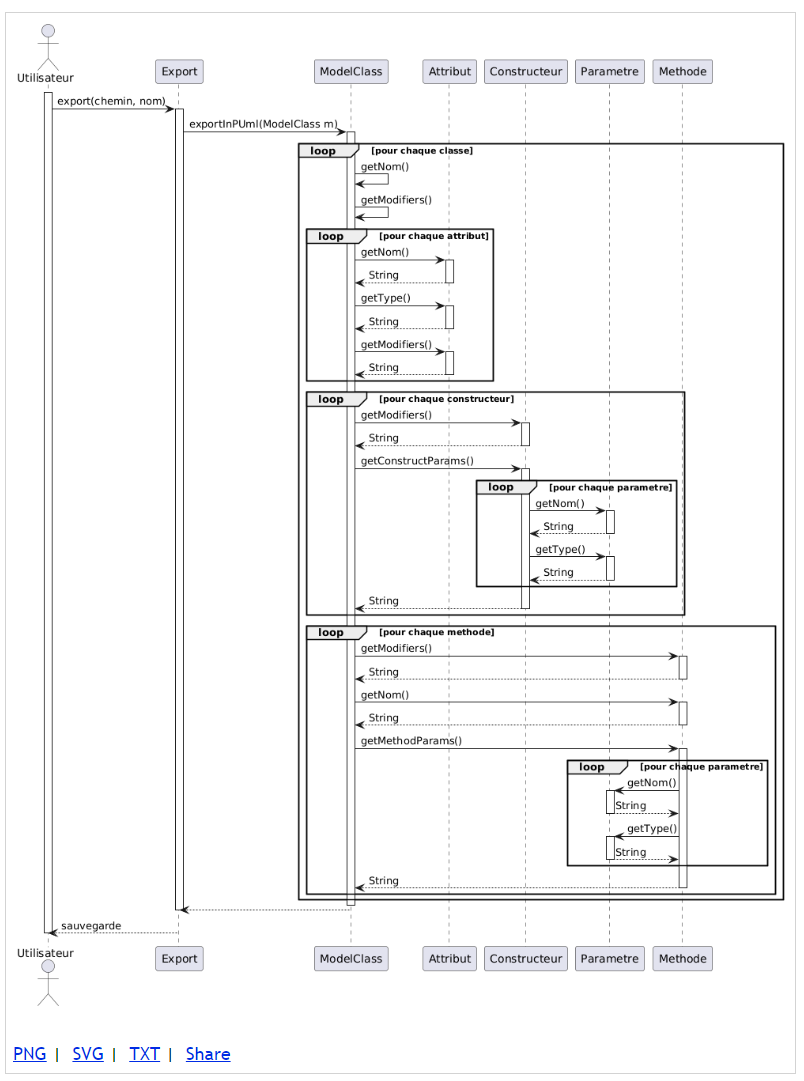 Utilisateur
Export ModelClass Attribut Constructeur Parametre Methode
export(chemin, nom)
exportInPUml(ModelClass m)
loop [pour chaque classe]
getNom()
getModifiers()
loop [pour chaque attribut]
getNom()
String
getType()
String
getModifiers()
String
loop [pour chaque constructeur]
getModifiers()
String
getConstructParams()
loop [pour chaque parametre]
getNom()
String
getType()
String
String
loop [pour chaque methode]
getModifiers()
String
getNom()
String
getMethodParams()
loop [pour chaque parametre]
getNom()
String
getType()
String
String
sauvegarde
Utilisateur Export ModelClass Attribut Constructeur Parametre Methode
PNG | SVG | TXT | Share